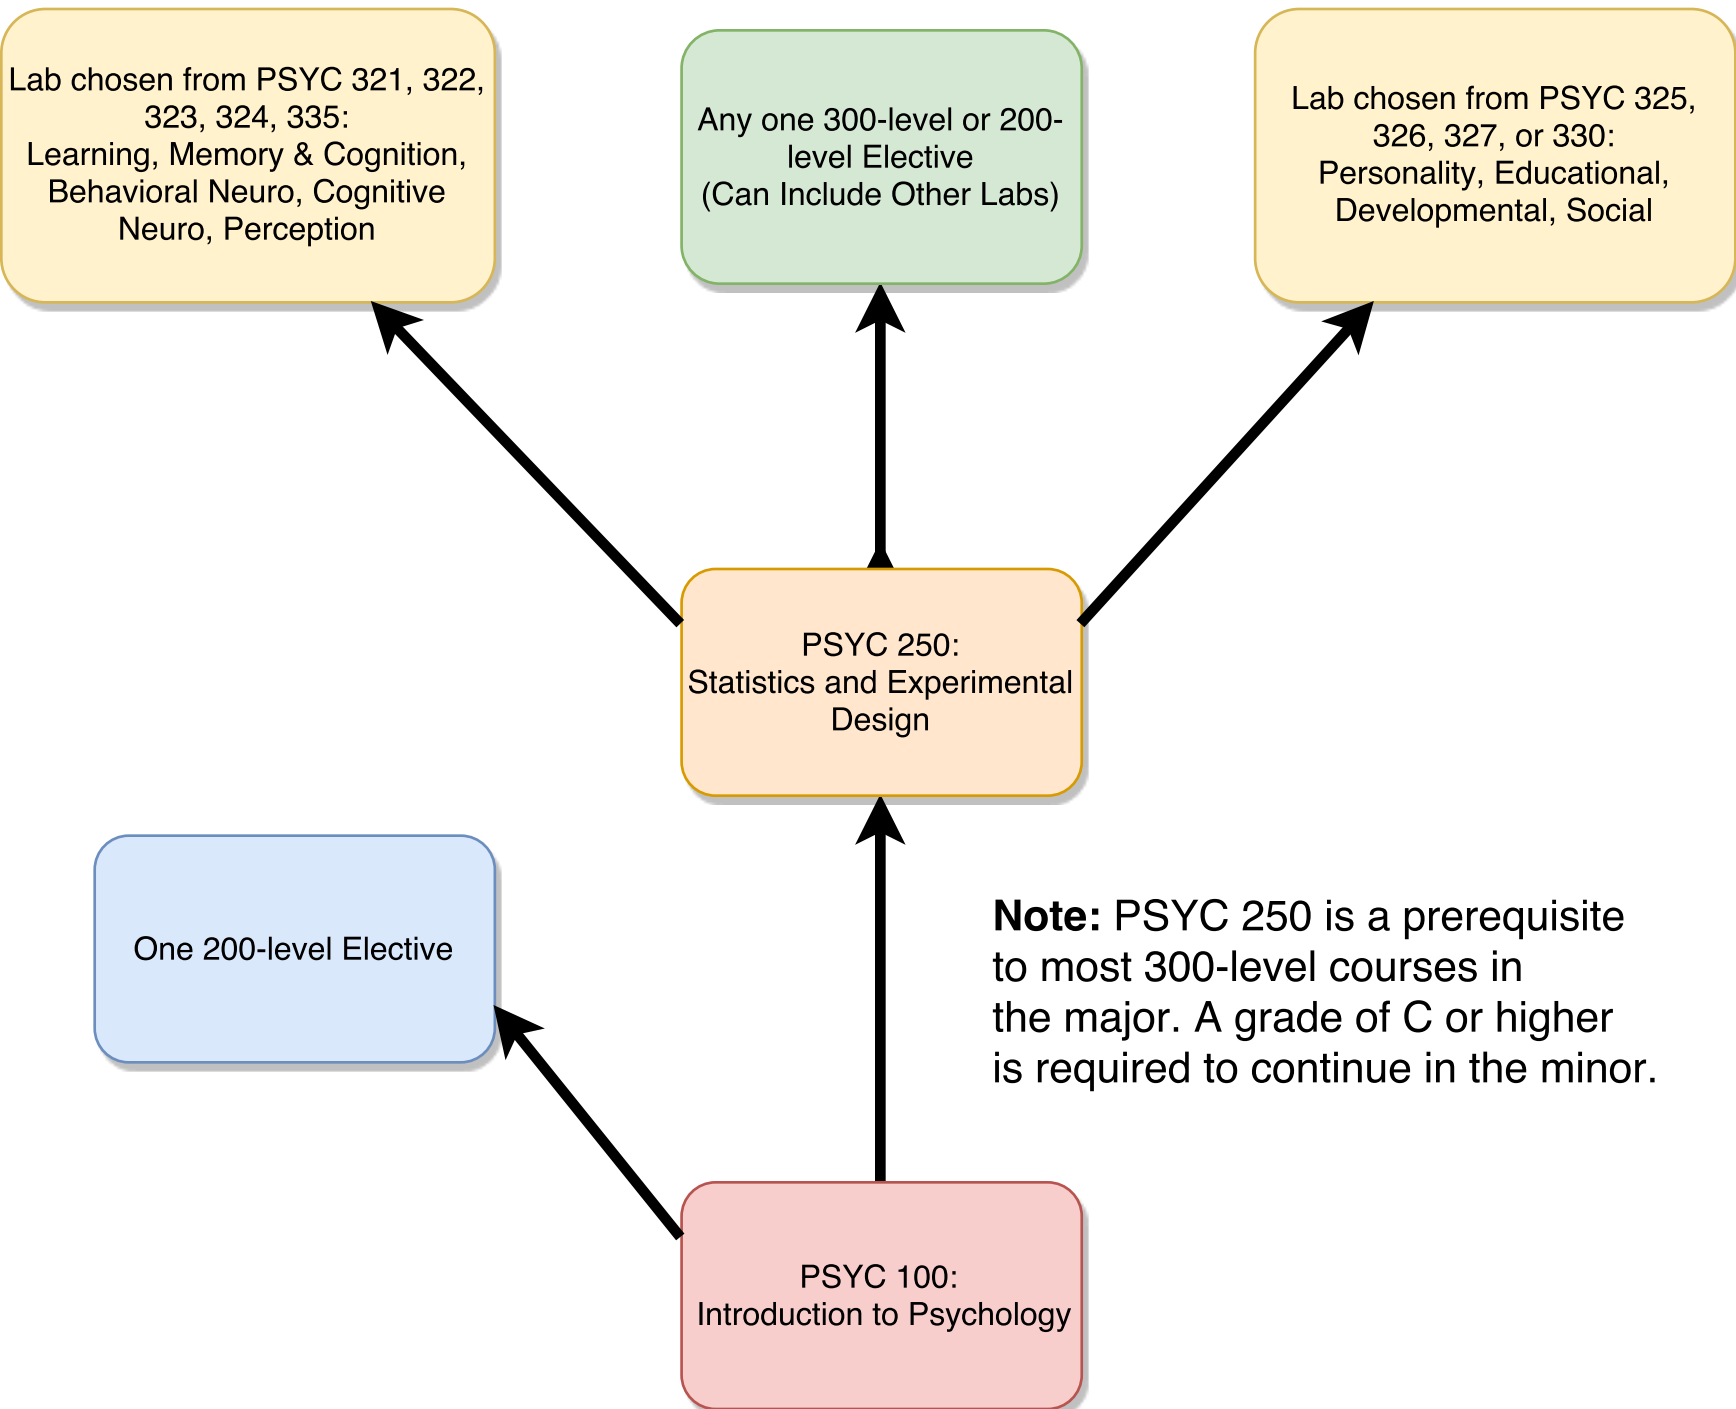 Lab chosen from PSYC 321, 322,
323, 324, 335:
Learning, Memory & Cognition,
Behavioral Neuro, Cognitive
Neuro, Perception
Any one 300-level or 200-
level Elective
(Can Include Other Labs)
Lab chosen from PSYC 325,
326, 327, or 330:
Personality, Educational,
Developmental, Social
PSYC 250:
Statistics and Experimental
Design
One 200-level Elective
Note: PSYC 250 is a prerequisite
to most 300-level courses in
the major. A grade of C or higher
is required to continue in the minor.
PSYC 100:
Introduction to Psychology